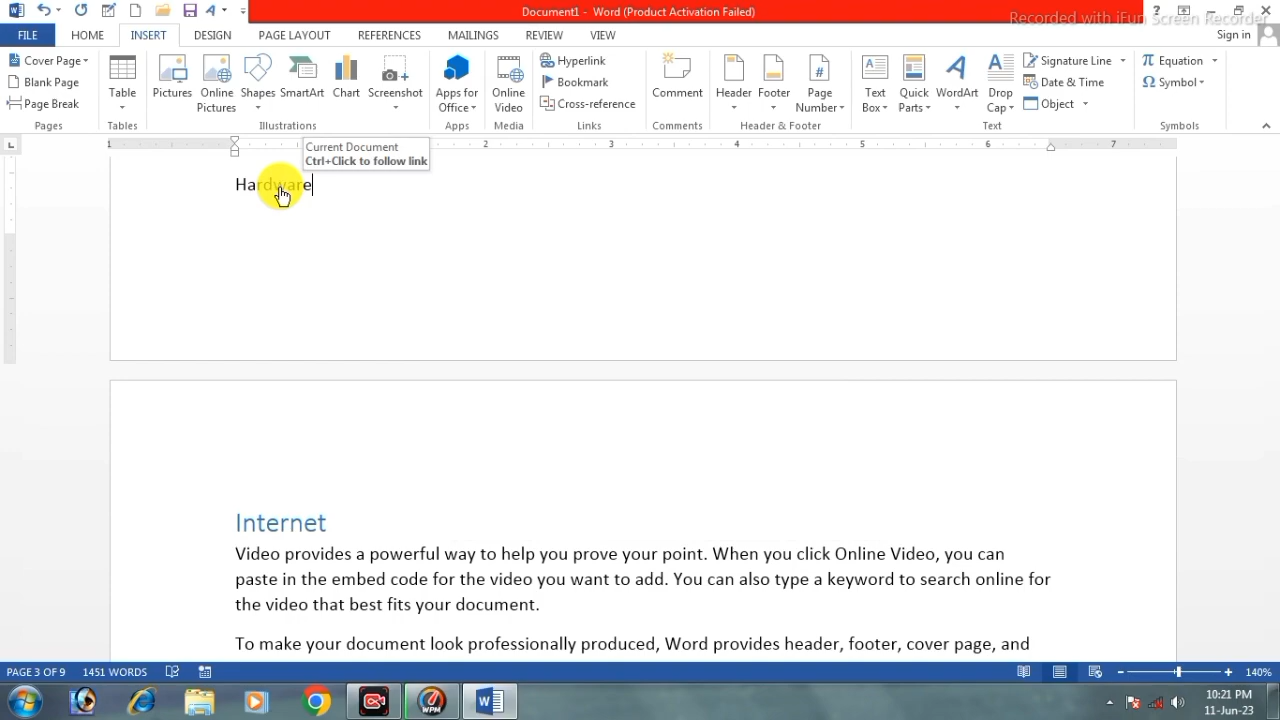 Document1 - Word (Product Activation Failed)
Recorded with iFun Screen Recorder
FILE HOME INSERT DESIGN PAGE LAYOUT REFERENCES MAILINGS REVIEW VIEW Sign in
Cover Page
Blank Page
Page Break
Pages
Table
Tables
Pictures
Online Pictures
Shapes
SmartArt
Chart
Screenshot
Illustrations
Apps for Office
Apps
Online Video
Media
Hyperlink
Bookmark
Cross-reference
Links
Comment
Comments
Header
Footer
Page Number
Header & Footer
Text Box
Quick Parts
WordArt
Drop Cap
Signature Line
Date & Time
Object
Text
Equation
Symbol
Symbols
1 2 3 4 5 6 7
Current Document
Ctrl+Click to follow link
Hardware
Internet
Video provides a powerful way to help you prove your point. When you click Online Video, you can
paste in the embed code for the video you want to add. You can also type a keyword to search online for
the video that best fits your document.
To make your document look professionally produced, Word provides header, footer, cover page, and
PAGE 3 OF 9 1451 WORDS 140%
WPM
10:21 PM
11-Jun-23